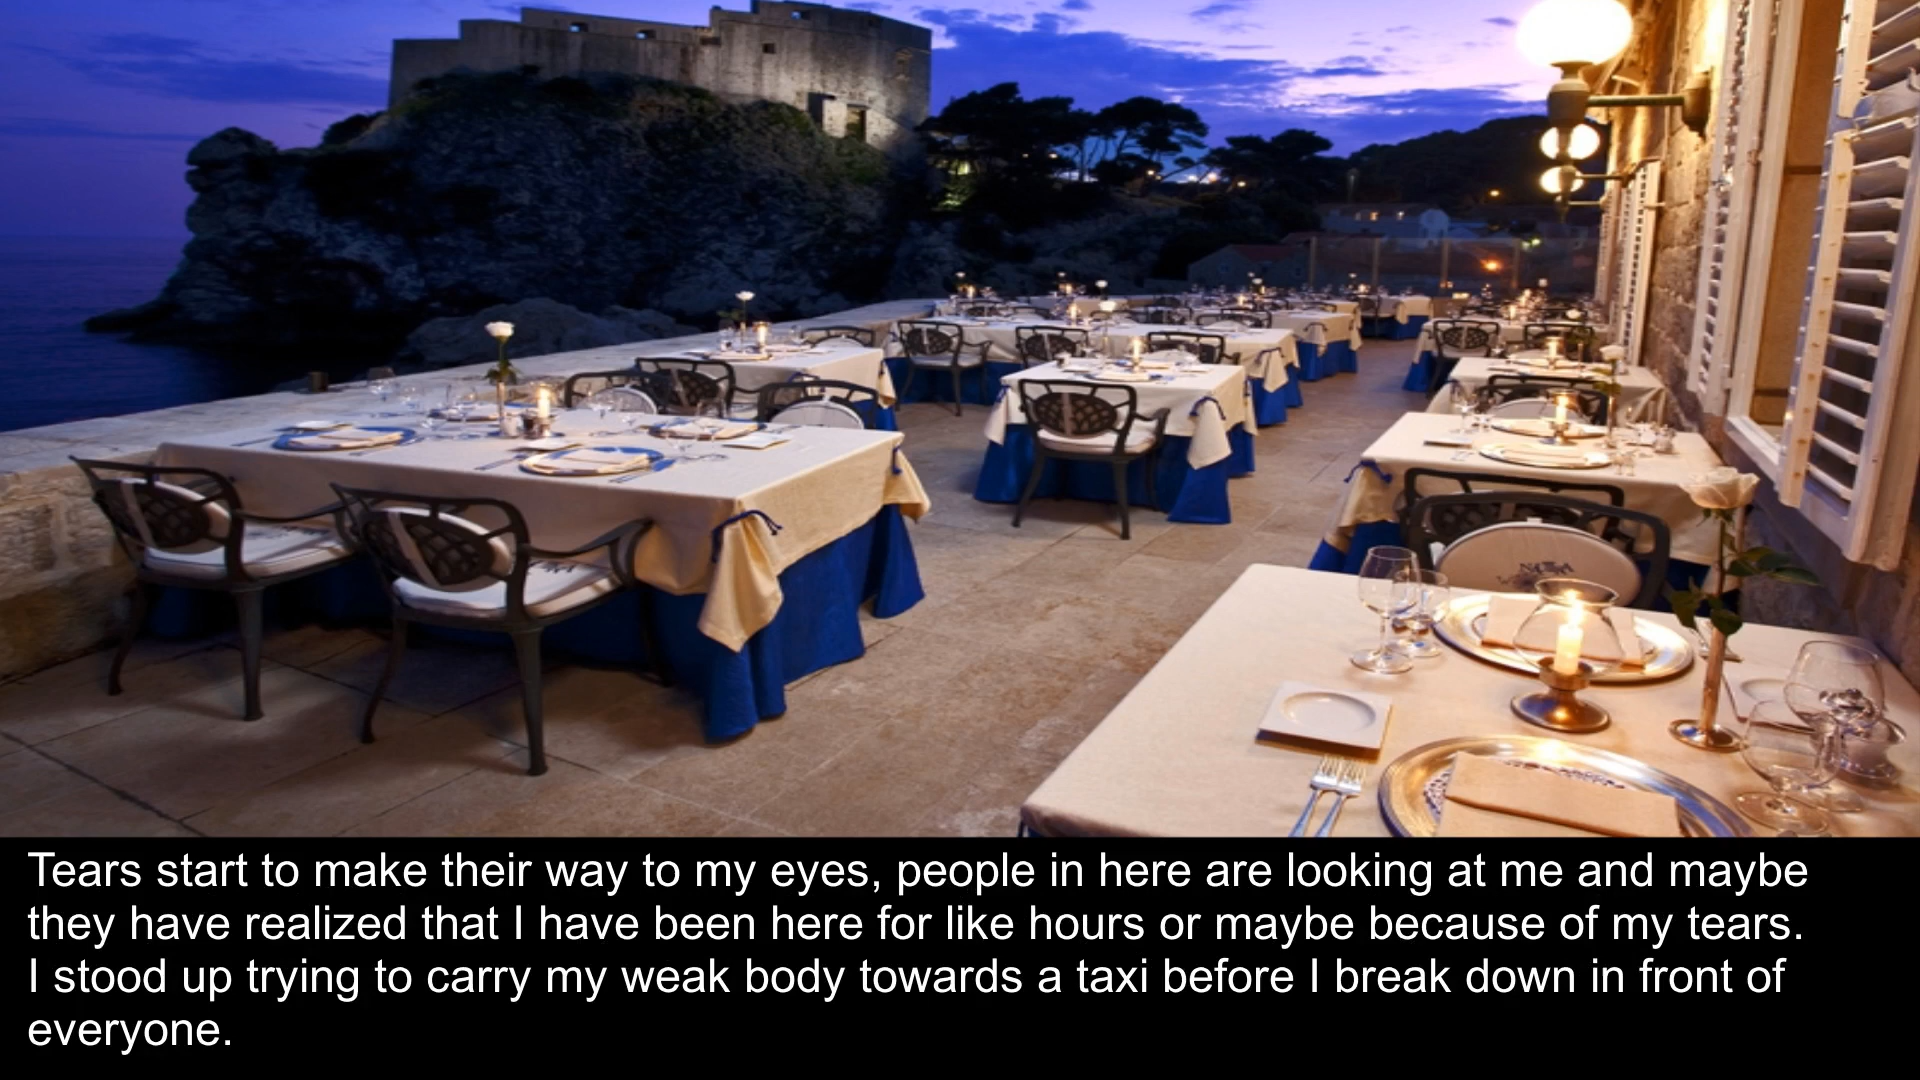 Tears start to make their way to my eyes, people in here are looking at me and maybe
they have realized that I have been here for like hours or maybe because of my tears.
I stood up trying to carry my weak body towards a taxi before I break down in front of
everyone.